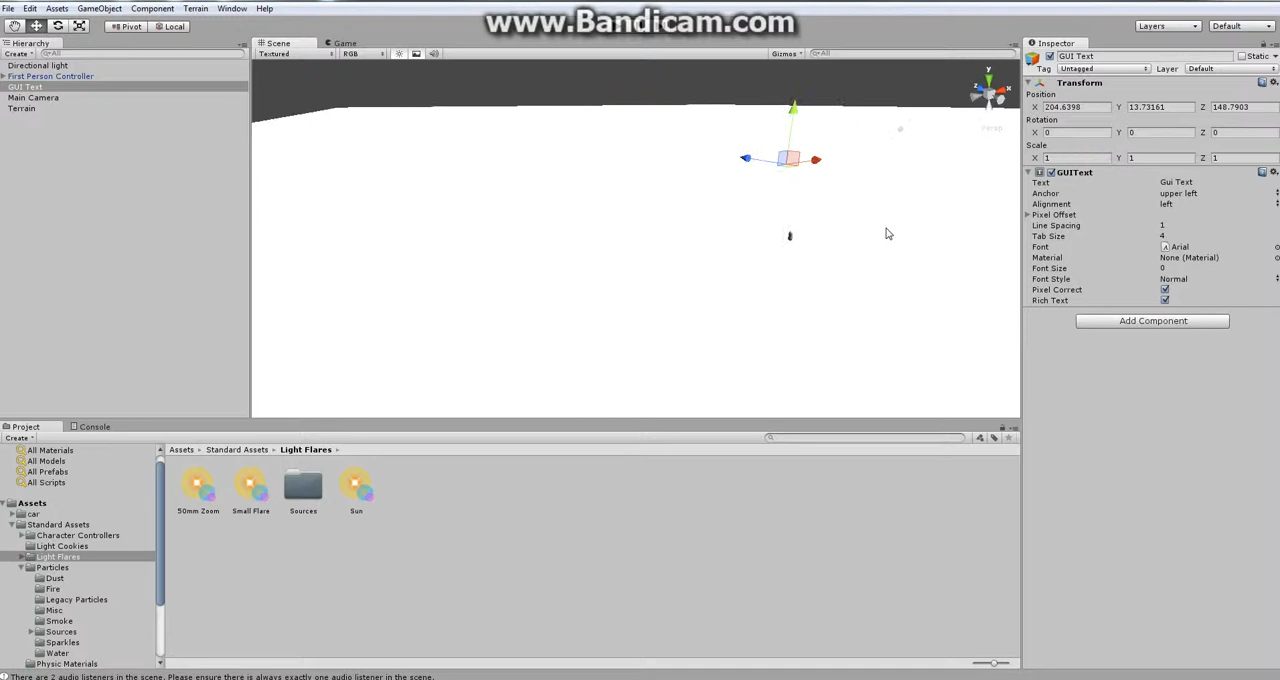 www.Bandicam.com
File Edit Assets GameObject Component Terrain Window Help
Pivot Local Layers Default
Hierarchy
Create All
Directional light
First Person Controller
GUI Text
Main Camera
Terrain
Scene Game
Textured RGB Gizmos All
y
x
z
Persp
Inspector
GUI Text Static
Tag Untagged Layer Default
Transform
Position
X 204.6398 Y 13.73161 Z 148.7903
Rotation
X 0 Y 0 Z 0
Scale
X 1 Y 1 Z 1
GUIText
Text Gui Text
Anchor upper left
Alignment left
Pixel Offset
Line Spacing 1
Tab Size 4
Font Arial
Material None (Material)
Font Size 0
Font Style Normal
Pixel Correct
Rich Text
Add Component
Project Console
Create
All Materials
All Models
All Prefabs
All Scripts
Assets
car
Standard Assets
Character Controllers
Light Cookies
Light Flares
Particles
Dust
Fire
Legacy Particles
Misc
Smoke
Sources
Sparkles
Water
Physic Materials
Assets Standard Assets Light Flares
50mm Zoom Small Flare Sources Sun
There are 2 audio listeners in the scene. Please ensure there is always exactly one audio listener in the scene.